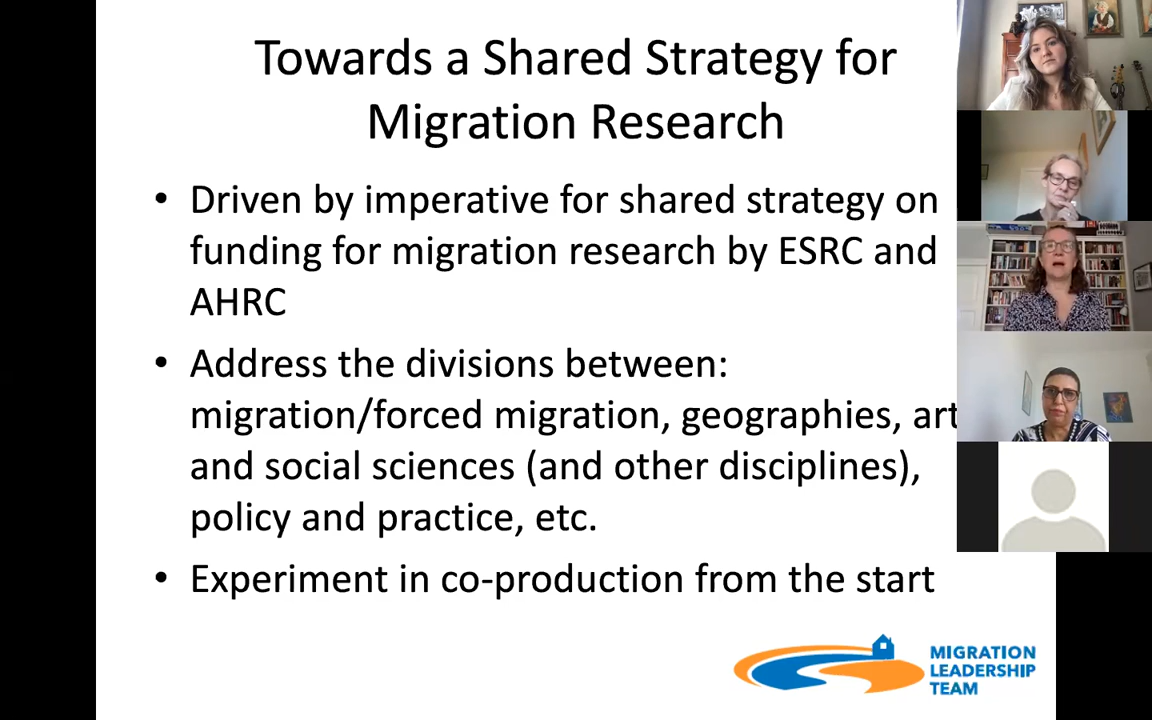 Towards a Shared Strategy for
Migration Research
• Driven by imperative for shared strategy on
funding for migration research by ESRC and
AHRC
• Address the divisions between:
migration/forced migration, geographies, art
and social sciences (and other disciplines),
policy and practice, etc.
• Experiment in co-production from the start
MIGRATION
LEADERSHIP
TEAM